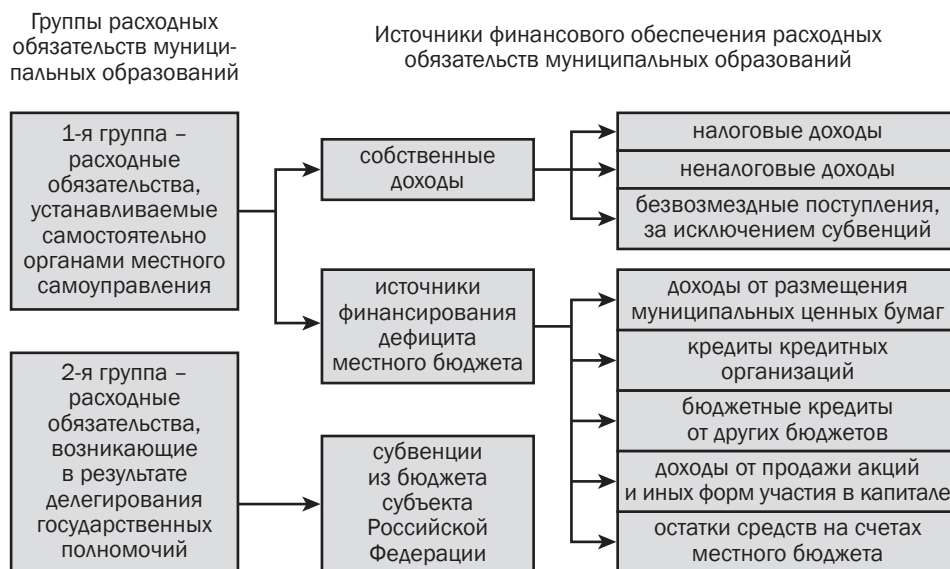 Группы расходных
обязательств муници-
пальных образований
Источники финансового обеспечения расходных
обязательств муниципальных образований
1-я группа –
расходные
обязательства,
устанавливаемые
самостоятельно
органами местного
самоуправления
2-я группа –
расходные
обязательства,
возникающие
в результате
делегирования
государственных
полномочий
собственные
доходы
источники
финансирования
дефицита
местного бюджета
субвенции
из бюджета
субъекта
Российской
Федерации
налоговые доходы
неналоговые доходы
безвозмездные поступления,
за исключением субвенций
доходы от размещения
муниципальных ценных бумаг
кредиты кредитных
организаций
бюджетные кредиты
от других бюджетов
доходы от продажи акций
и иных форм участия в капитале
остатки средств на счетах
местного бюджета